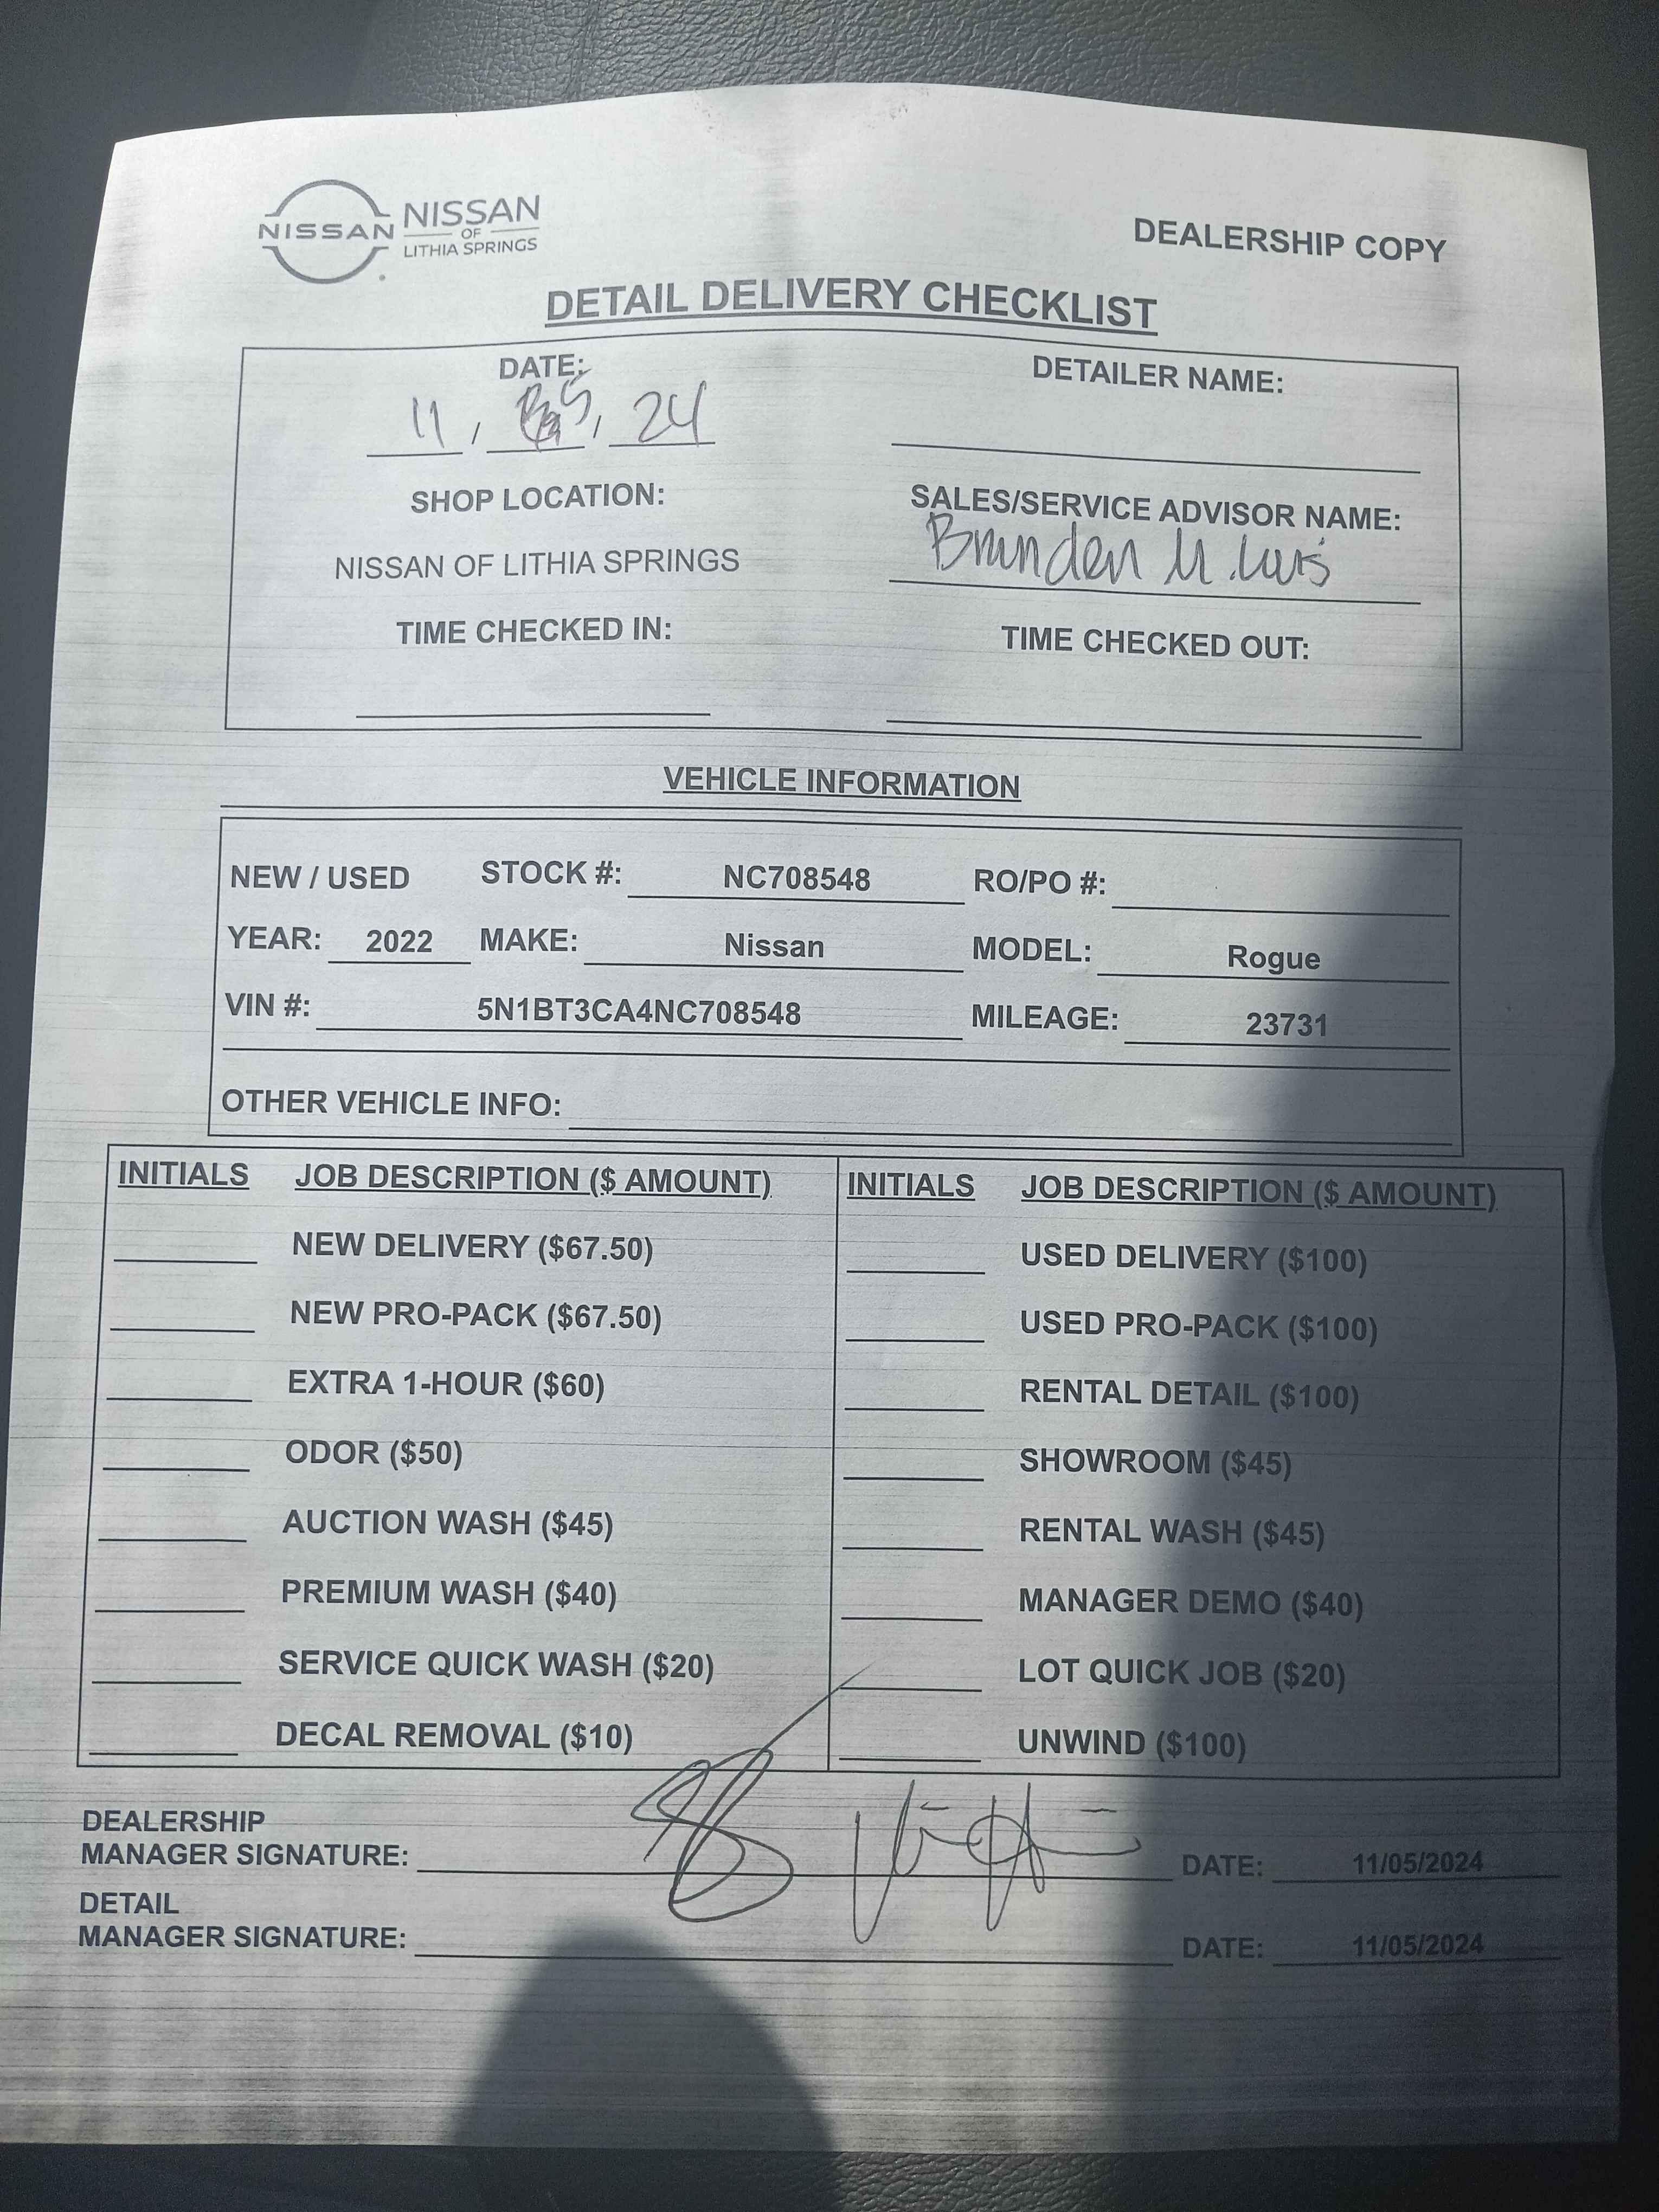 NISSAN
NISSAN
OF
LITHIA SPRINGS
DEALERSHIP COPY
DETAIL DELIVERY CHECKLIST
DATE: DETAILER NAME:
11 / 5 / 24
SHOP LOCATION: SALES/SERVICE ADVISOR NAME:
NISSAN OF LITHIA SPRINGS Branden M.
TIME CHECKED IN: TIME CHECKED OUT:
VEHICLE INFORMATION
NEW / USED STOCK #: NC708548 RO/PO #:
YEAR: 2022 MAKE: Nissan MODEL: Rogue
VIN #: 5N1BT3CA4NC708548 MILEAGE: 23731
OTHER VEHICLE INFO:
INITIALS JOB DESCRIPTION ($ AMOUNT) INITIALS JOB DESCRIPTION ($ AMOUNT)
NEW DELIVERY ($67.50) USED DELIVERY ($100)
NEW PRO-PACK ($67.50) USED PRO-PACK ($100)
EXTRA 1-HOUR ($60) RENTAL DETAIL ($100)
ODOR ($50) SHOWROOM ($45)
AUCTION WASH ($45) RENTAL WASH ($45)
PREMIUM WASH ($40) MANAGER DEMO ($40)
SERVICE QUICK WASH ($20) LOT QUICK JOB ($20)
DECAL REMOVAL ($10) UNWIND ($100)
DEALERSHIP
MANAGER SIGNATURE: DATE: 11/05/2024
DETAIL
MANAGER SIGNATURE: DATE: 11/05/2024